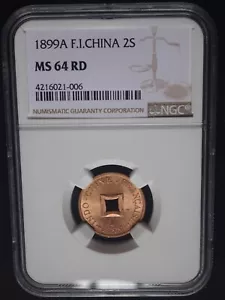 1899A F.I.CHINA 2S
MS 64 RD
4216021-006
NUMISMATIC GUARANTY CORPORATION
NGC